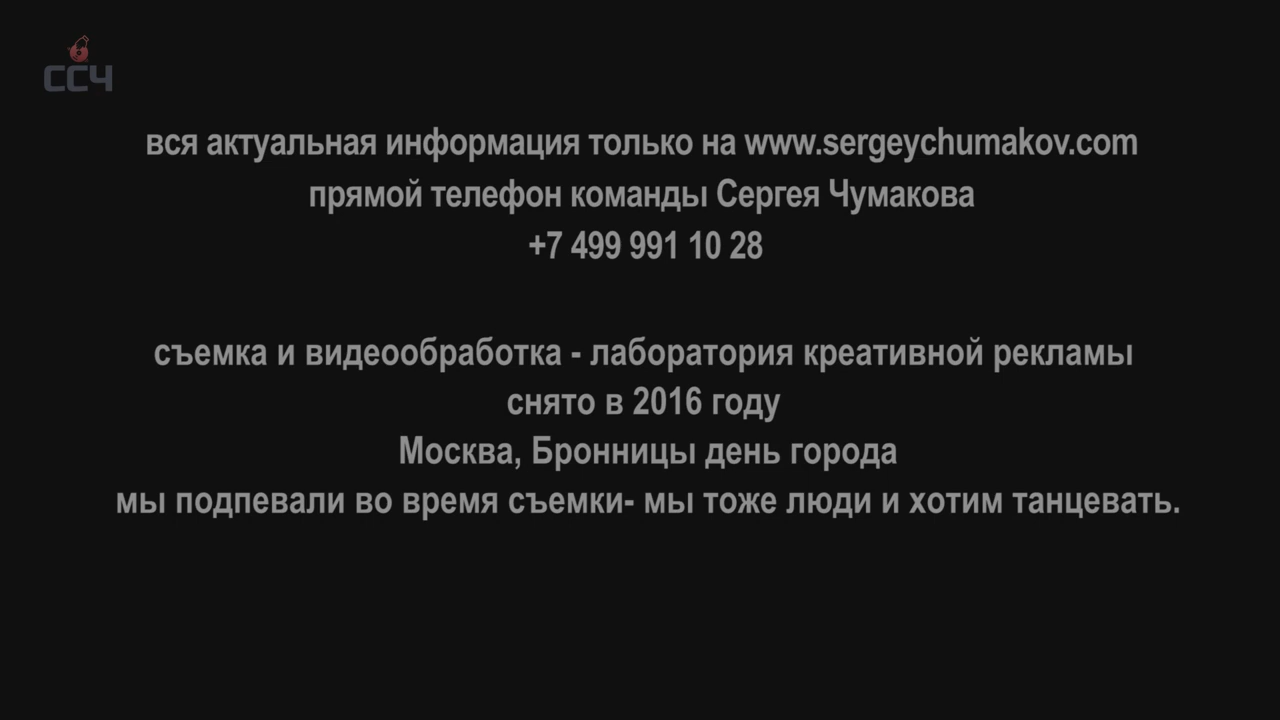 ССЧ
вся актуальная информация только на www.sergeychumakov.com
прямой телефон команды Сергея Чумакова
+7 499 991 10 28
съемка и видеообработка - лаборатория креативной рекламы
снято в 2016 году
Москва, Бронницы день города
мы подпевали во время съемки- мы тоже люди и хотим танцевать.